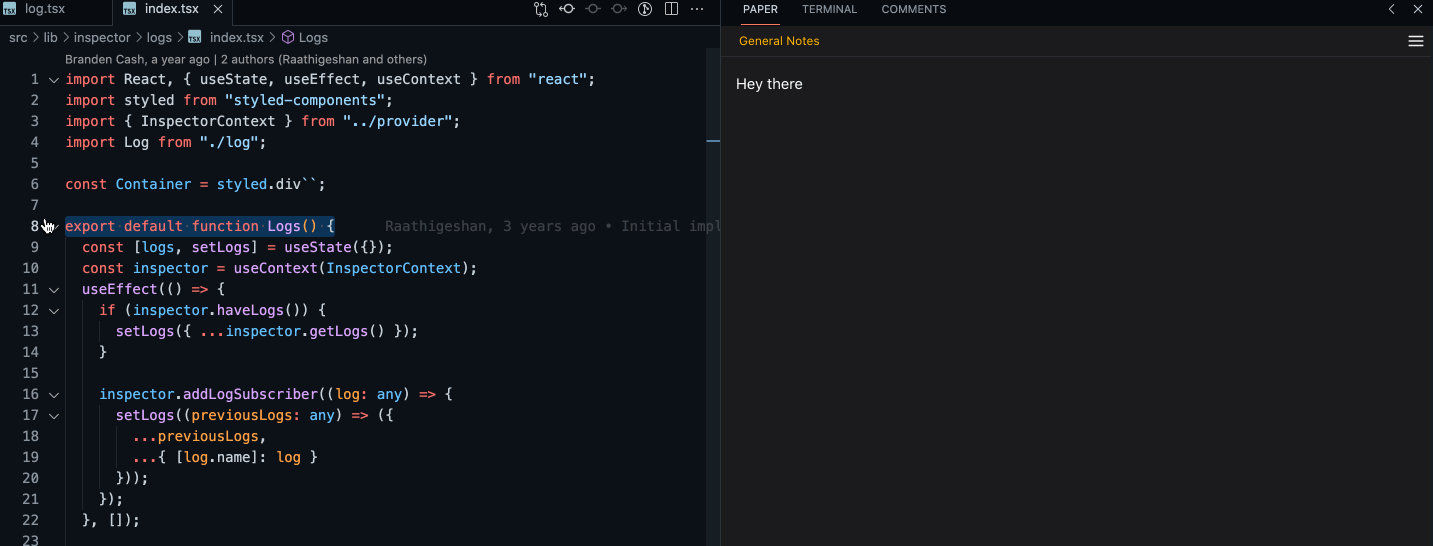 log.tsx
index.tsx
src > lib > inspector > logs > index.tsx > Logs
Branden Cash, a year ago | 2 authors (Raathigeshan and others)
1 import React, { useState, useEffect, useContext } from "react";
2 import styled from "styled-components";
3 import { InspectorContext } from "../provider";
4 import Log from "./log";
5
6 const Container = styled.div``;
7
8 export default function Logs() { Raathigeshan, 3 years ago • Initial impl
9 const [logs, setLogs] = useState({});
10 const inspector = useContext(InspectorContext);
11 useEffect(() => {
12 if (inspector.haveLogs()) {
13 setLogs({ ...inspector.getLogs() });
14 }
15
16 inspector.addLogSubscriber((log: any) => {
17 setLogs((previousLogs: any) => ({
18 ...previousLogs,
19 ...{ [log.name]: log }
20 }));
21 });
22 }, []);
23
PAPER TERMINAL COMMENTS
General Notes
Hey there